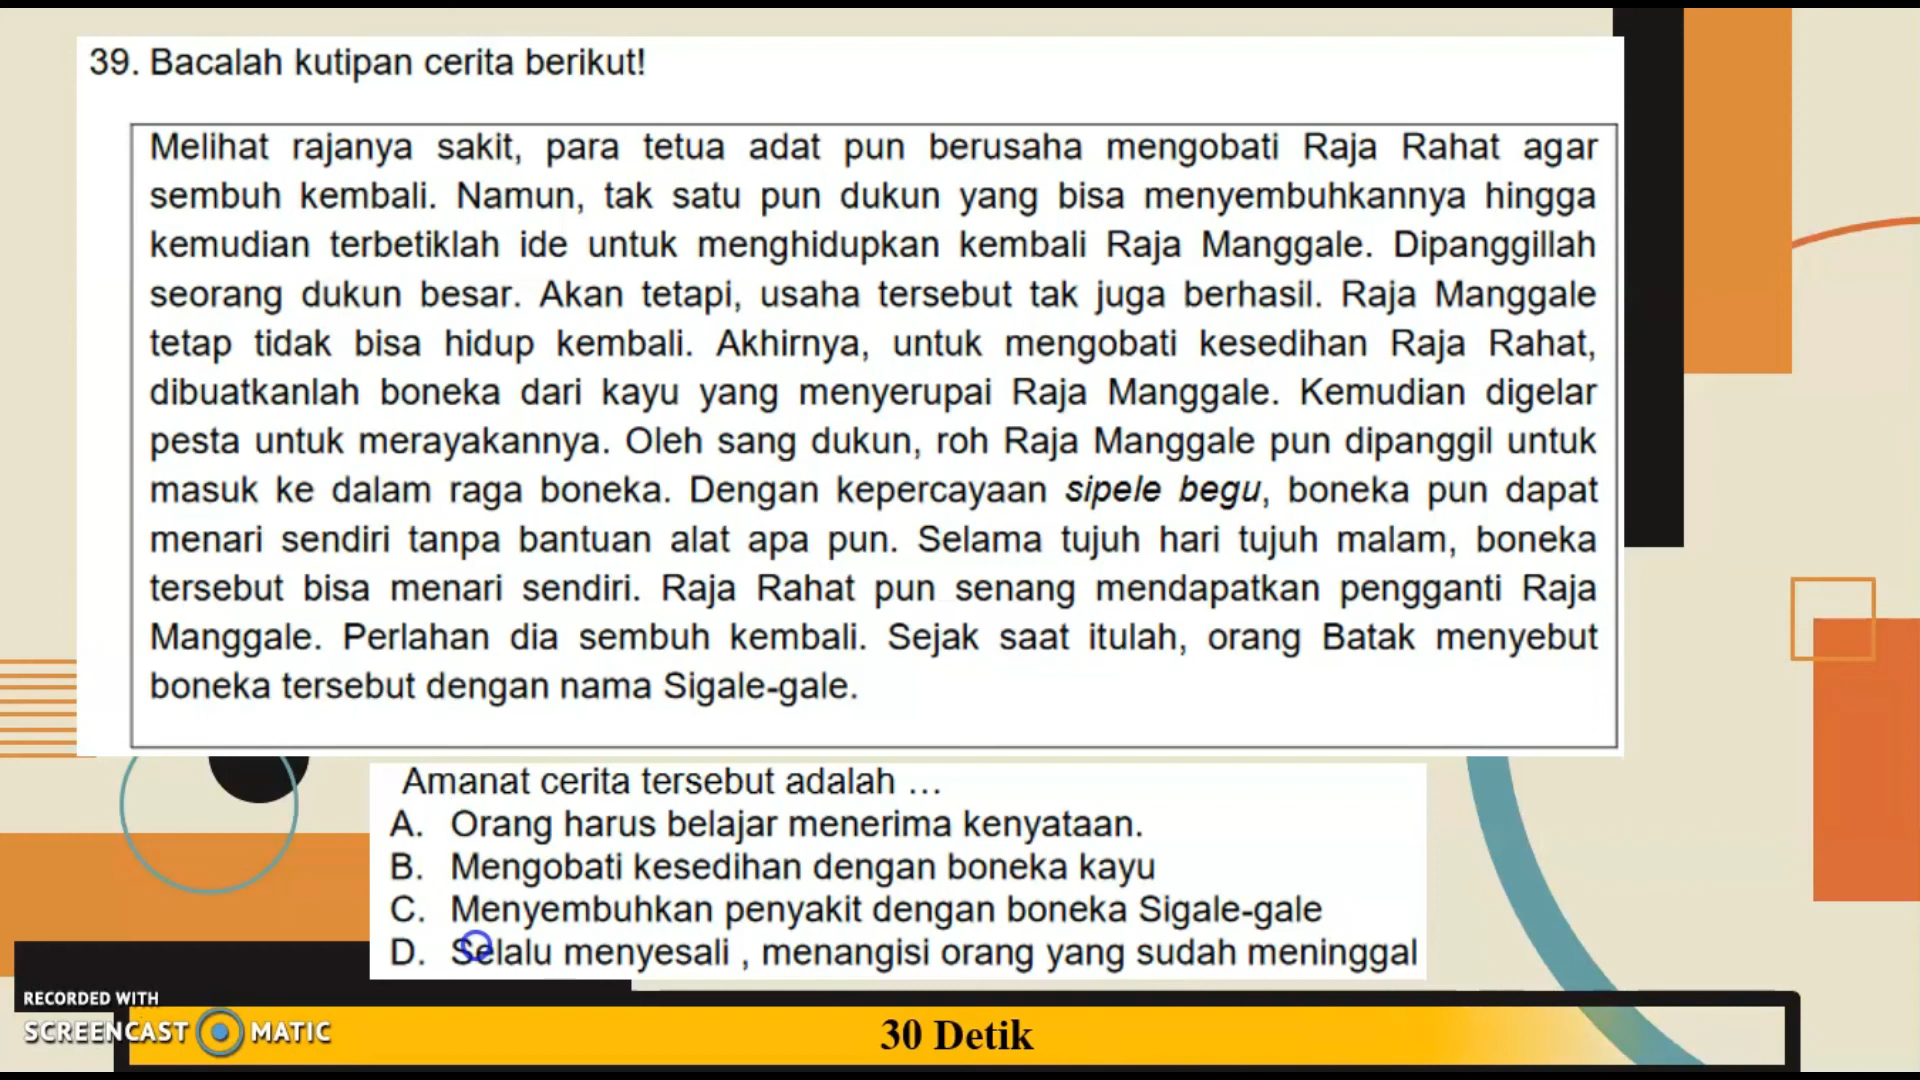 39. Bacalah kutipan cerita berikut!
Melihat rajanya sakit, para tetua adat pun berusaha mengobati Raja Rahat agar
sembuh kembali. Namun, tak satu pun dukun yang bisa menyembuhkannya hingga
kemudian terbetiklah ide untuk menghidupkan kembali Raja Manggale. Dipanggillah
seorang dukun besar. Akan tetapi, usaha tersebut tak juga berhasil. Raja Manggale
tetap tidak bisa hidup kembali. Akhirnya, untuk mengobati kesedihan Raja Rahat,
dibuatkanlah boneka dari kayu yang menyerupai Raja Manggale. Kemudian digelar
pesta untuk merayakannya. Oleh sang dukun, roh Raja Manggale pun dipanggil untuk
masuk ke dalam raga boneka. Dengan kepercayaan sipele begu, boneka pun dapat
menari sendiri tanpa bantuan alat apa pun. Selama tujuh hari tujuh malam, boneka
tersebut bisa menari sendiri. Raja Rahat pun senang mendapatkan pengganti Raja
Manggale. Perlahan dia sembuh kembali. Sejak saat itulah, orang Batak menyebut
boneka tersebut dengan nama Sigale-gale.
Amanat cerita tersebut adalah …
A. Orang harus belajar menerima kenyataan.
B. Mengobati kesedihan dengan boneka kayu
C. Menyembuhkan penyakit dengan boneka Sigale-gale
D. Selalu menyesali , menangisi orang yang sudah meninggal
RECORDED WITH
SCREENCAST MATIC
30 Detik